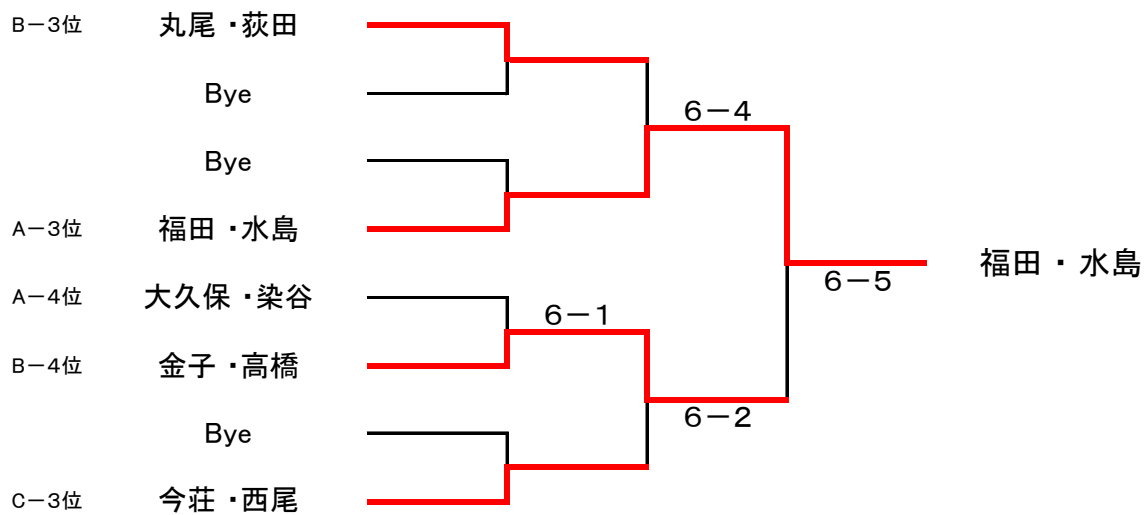 B－3位 丸尾・荻田
Bye
6－4
Bye
A－3位 福田・水島
福田・水島
6－5
A－4位 大久保・染谷
6－1
B－4位 金子・高橋
6－2
Bye
C－3位 今荘・西尾